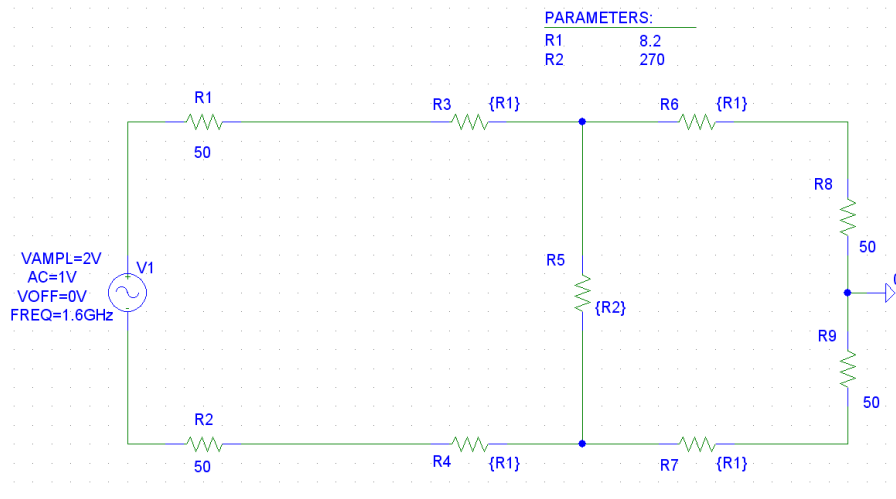 PARAMETERS:
R1 8.2
R2 270
R1
50
R3 {R1}
R6 {R1}
R8
50
VAMPL=2V
AC=1V
VOFF=0V
FREQ=1.6GHz
V1
+
-
R5
{R2}
0
R9
50
R2
50
R4 {R1}
R7 {R1}